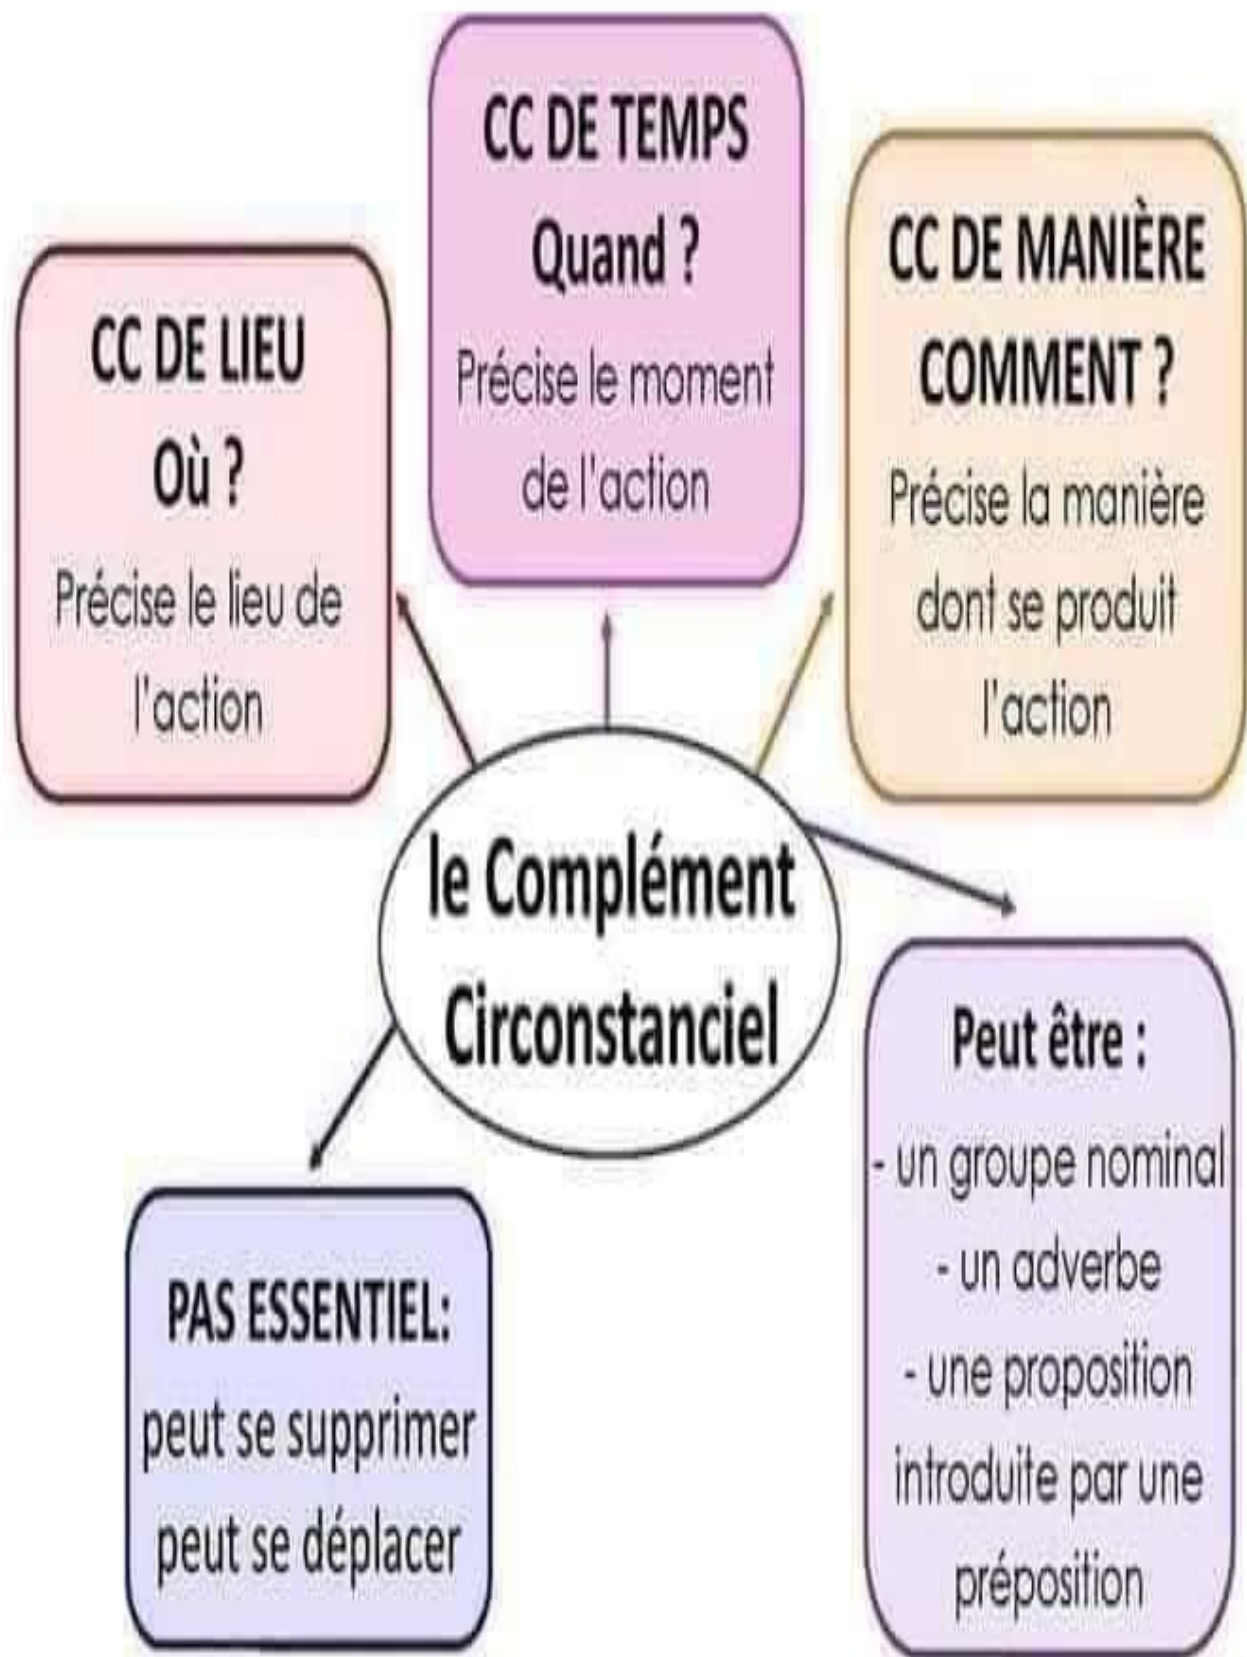 CC DE LIEU
Où ?
Précise le lieu de
l'action
CC DE TEMPS
Quand ?
Précise le moment
de l'action
CC DE MANIÈRE
COMMENT ?
Précise la manière
dont se produit
l'action
le Complément
Circonstanciel
PAS ESSENTIEL:
peut se supprimer
peut se déplacer
Peut être :
- un groupe nominal
- un adverbe
- une proposition
introduite par une
préposition